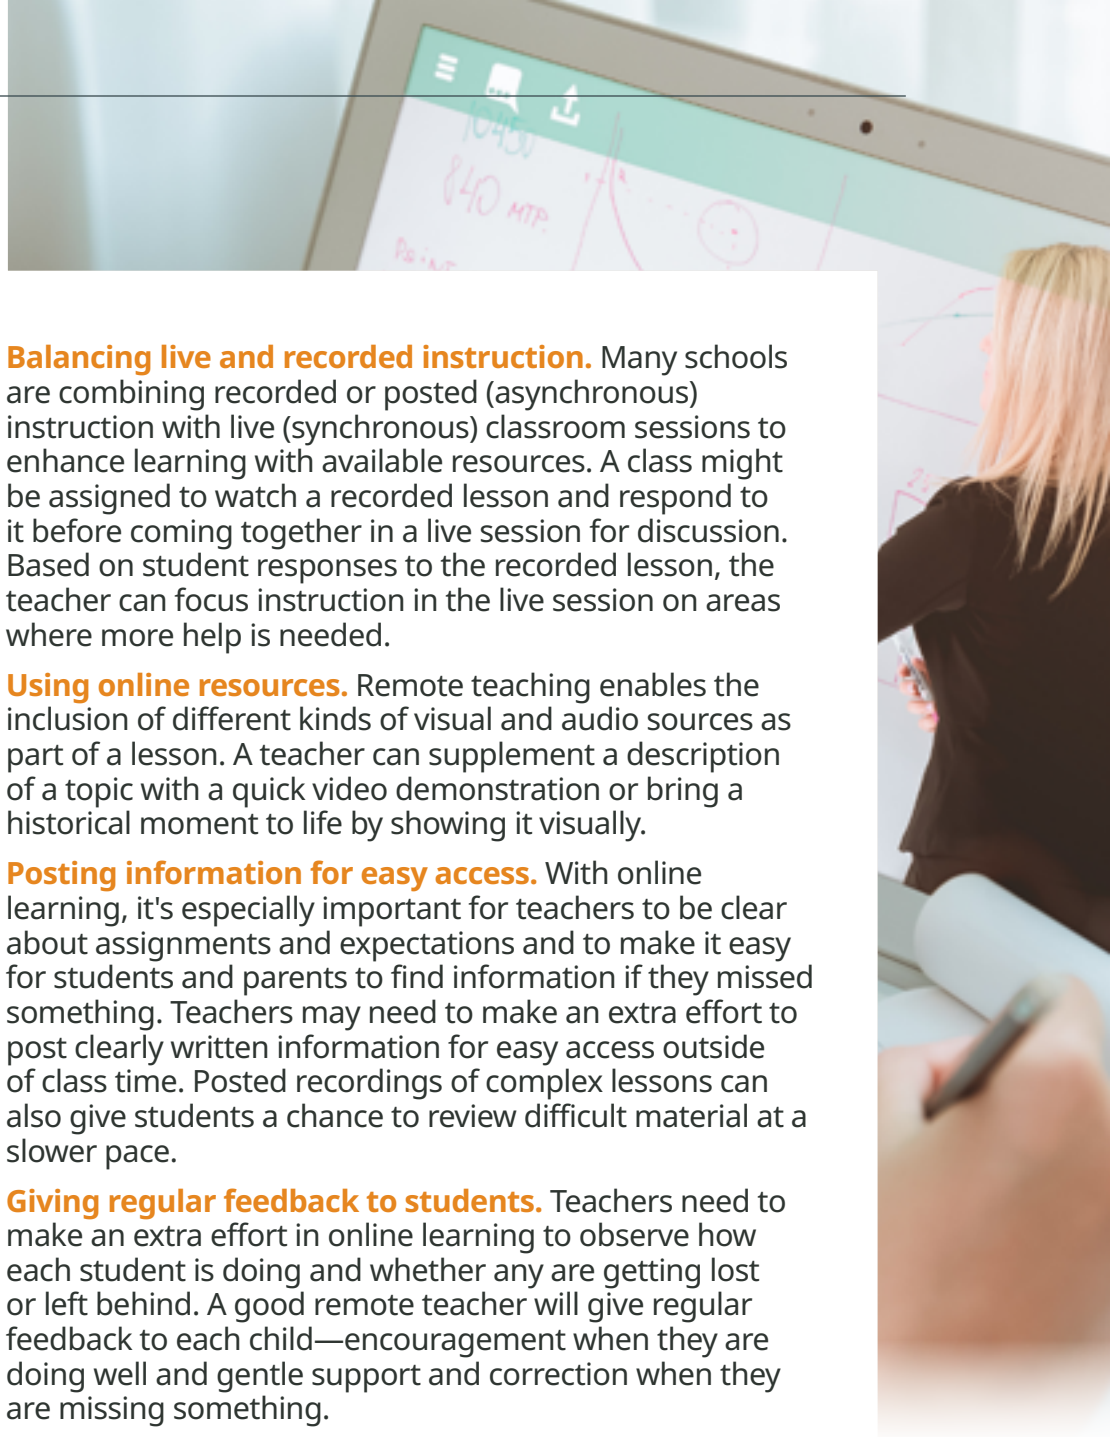 10450
840 MTP.
Point
Balancing live and recorded instruction. Many schools
are combining recorded or posted (asynchronous)
instruction with live (synchronous) classroom sessions to
enhance learning with available resources. A class might
be assigned to watch a recorded lesson and respond to
it before coming together in a live session for discussion.
Based on student responses to the recorded lesson, the
teacher can focus instruction in the live session on areas
where more help is needed.
Using online resources. Remote teaching enables the
inclusion of different kinds of visual and audio sources as
part of a lesson. A teacher can supplement a description
of a topic with a quick video demonstration or bring a
historical moment to life by showing it visually.
Posting information for easy access. With online
learning, it's especially important for teachers to be clear
about assignments and expectations and to make it easy
for students and parents to find information if they missed
something. Teachers may need to make an extra effort to
post clearly written information for easy access outside
of class time. Posted recordings of complex lessons can
also give students a chance to review difficult material at a
slower pace.
Giving regular feedback to students. Teachers need to
make an extra effort in online learning to observe how
each student is doing and whether any are getting lost
or left behind. A good remote teacher will give regular
feedback to each child—encouragement when they are
doing well and gentle support and correction when they
are missing something.